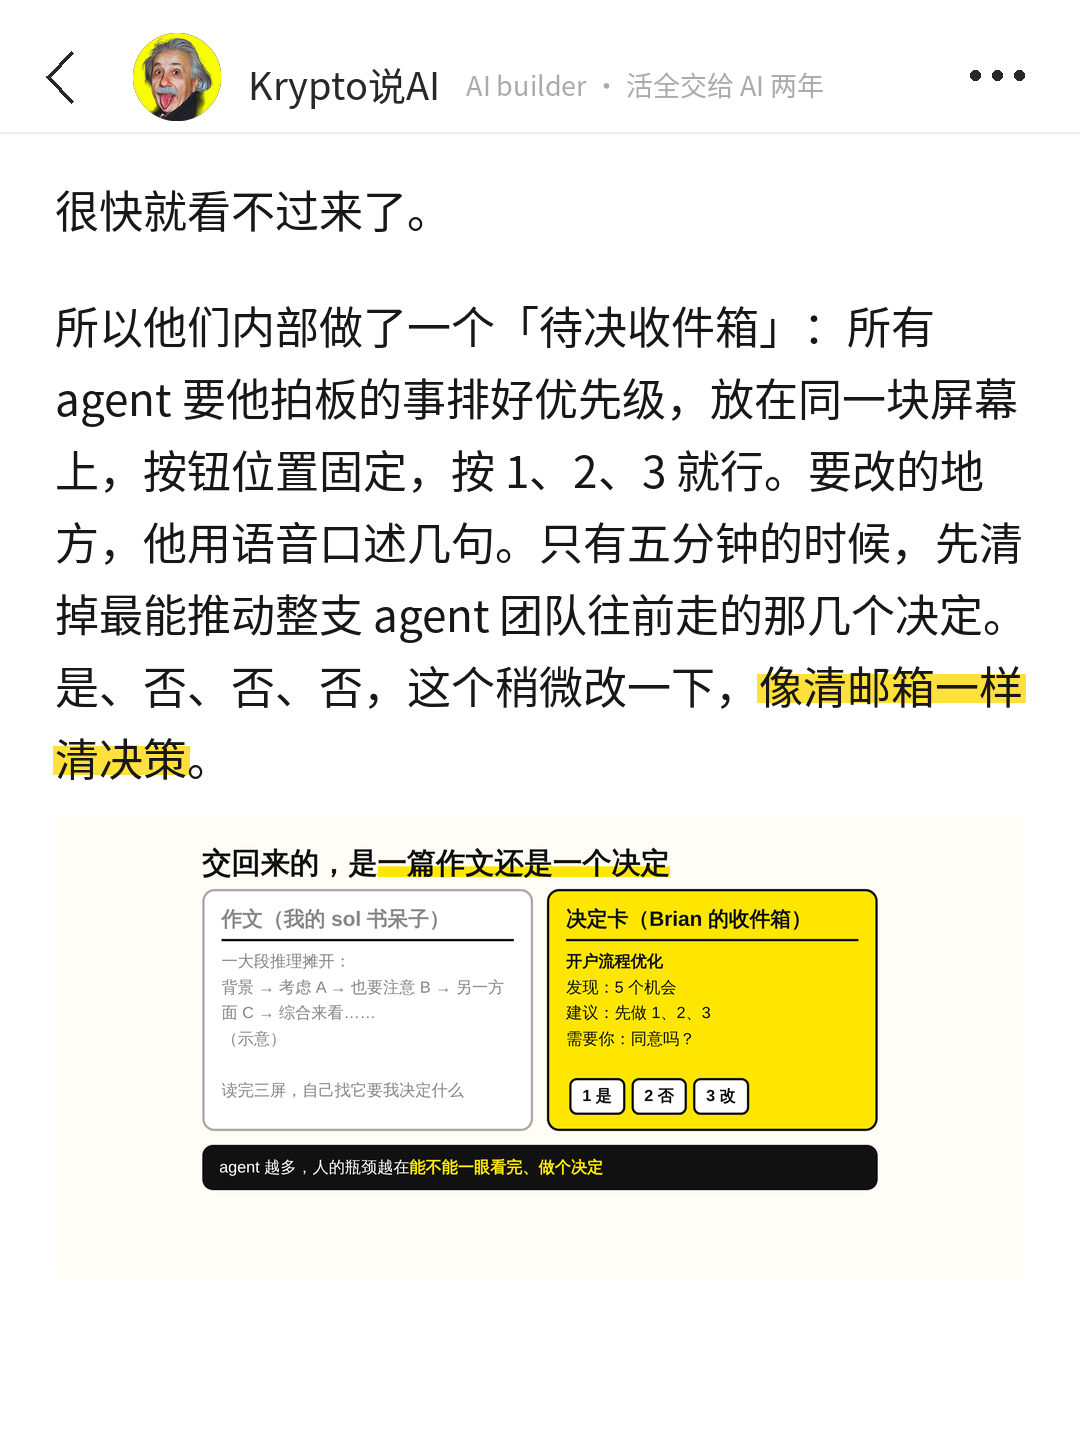 Krypto说AI AI builder · 活全交给 AI 两年
很快就看不过来了。
所以他们内部做了一个「待决收件箱」：所有
agent 要他拍板的事排好优先级，放在同一块屏幕
上，按钮位置固定，按 1、2、3 就行。要改的地
方，他用语音口述几句。只有五分钟的时候，先清
掉最能推动整支 agent 团队往前走的那几个决定。
是、否、否、否，这个稍微改一下，像清邮箱一样
清决策。
交回来的，是一篇作文还是一个决定
作文（我的 sol 书呆子）
一大段推理摊开：
背景 → 考虑 A → 也要注意 B → 另一方
面 C → 综合来看……
（示意）
读完三屏，自己找它要我决定什么
决定卡（Brian 的收件箱）
开户流程优化
发现：5 个机会
建议：先做 1、2、3
需要你：同意吗？
1 是 2 否 3 改
agent 越多，人的瓶颈越在能不能一眼看完、做个决定